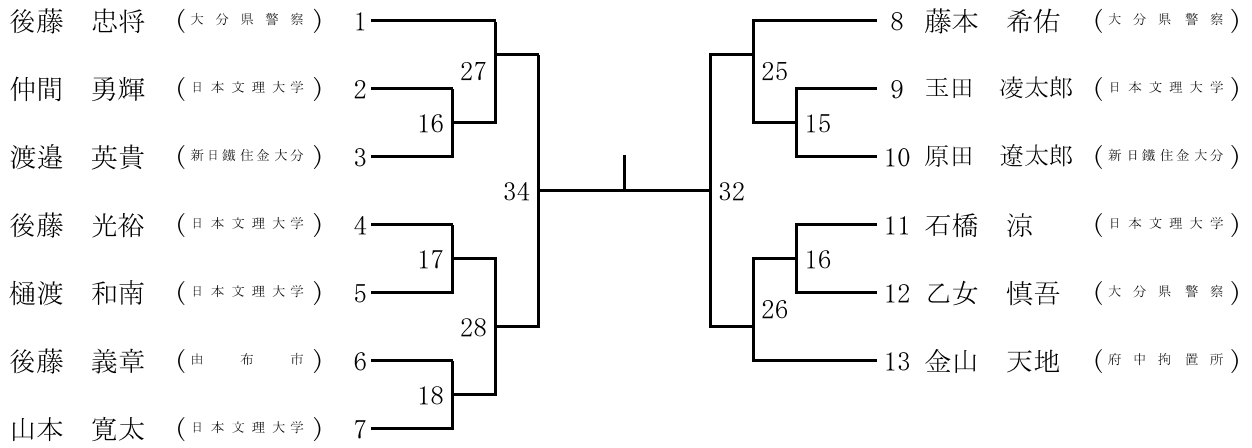 後藤 忠将 (大分県警察) 1
27
仲間 勇輝 (日本文理大学) 2
16
渡邉 英貴 (新日鐵住金大分) 3
34
後藤 光裕 (日本文理大学) 4
17
樋渡 和南 (日本文理大学) 5
28
後藤 義章 (由布市) 6
18
山本 寛太 (日本文理大学) 7
8 藤本 希佑 (大分県警察)
25
9 玉田 凌太郎 (日本文理大学)
15
10 原田 遼太郎 (新日鐵住金大分)
32
11 石橋 涼 (日本文理大学)
16
12 乙女 慎吾 (大分県警察)
26
13 金山 天地 (府中拘置所)